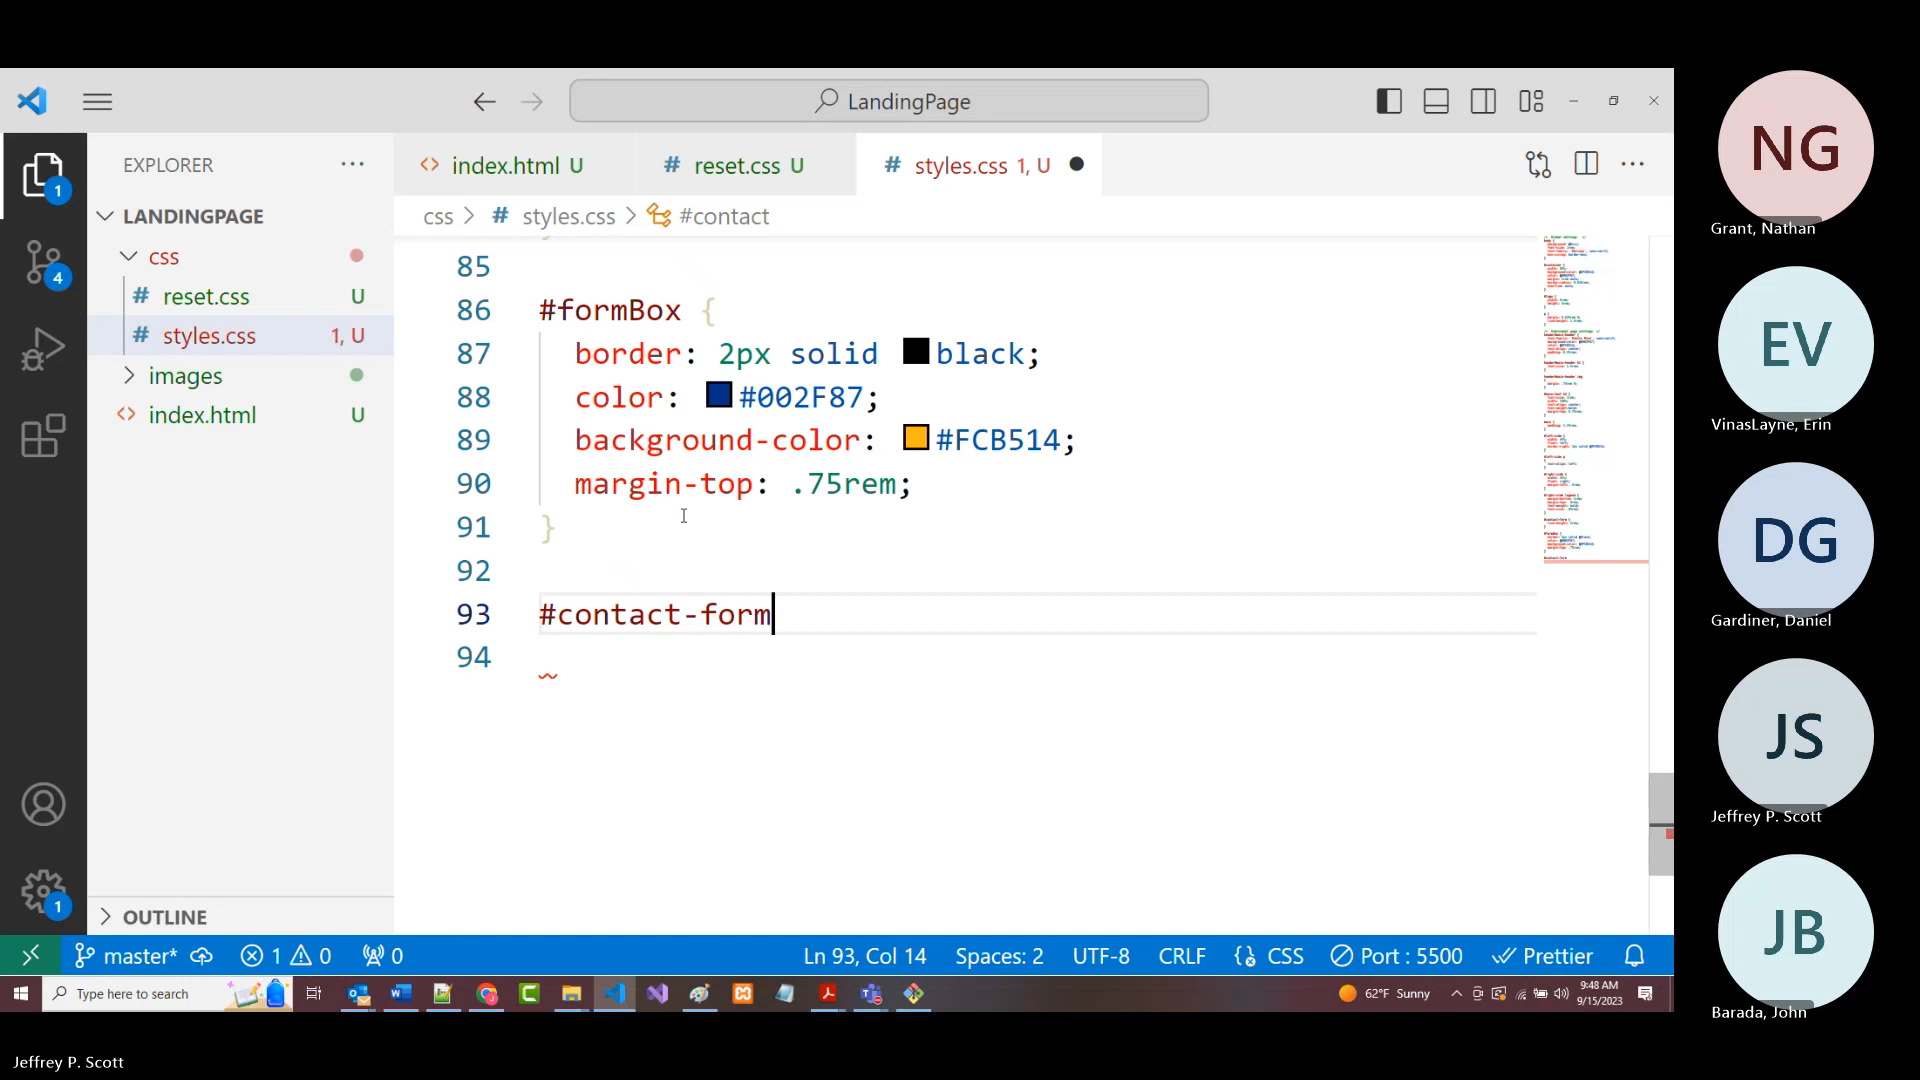 LandingPage
EXPLORER
index.html U
# reset.css U
# styles.css 1, U
LANDINGPAGE
css > # styles.css > #contact
css
# reset.css U
# styles.css 1, U
images
index.html U
OUTLINE
85
86 #formBox {
87 border: 2px solid black;
88 color: #002F87;
89 background-color: #FCB514;
90 margin-top: .75rem;
91 }
92
93 #contact-form
94
1
4
1
master* 1 0 0 Ln 93, Col 14 Spaces: 2 UTF-8 CRLF CSS Port : 5500 Prettier
Type here to search
62°F Sunny
9:48 AM
9/15/2023
NG
Grant, Nathan
EV
VinasLayne, Erin
DG
Gardiner, Daniel
JS
Jeffrey P. Scott
JB
Barada, John
Jeffrey P. Scott